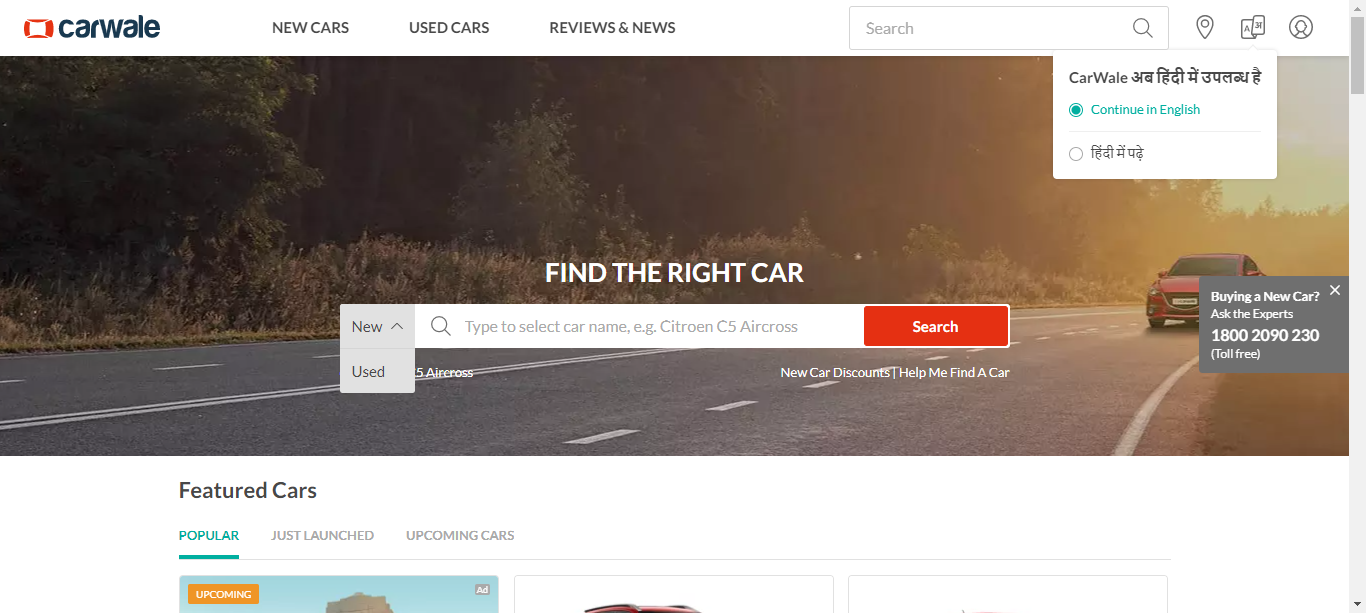 carwale
NEW CARS
USED CARS
REVIEWS & NEWS
Search
CarWale अब हिंदी में उपलब्ध है
Continue in English
हिंदी में पढ़े
FIND THE RIGHT CAR
New
Type to select car name, e.g. Citroen C5 Aircross
Search
Used
5 Aircross
New Car Discounts | Help Me Find A Car
Buying a New Car?
Ask the Experts
1800 2090 230
(Toll free)
Featured Cars
POPULAR
JUST LAUNCHED
UPCOMING CARS
UPCOMING
Ad